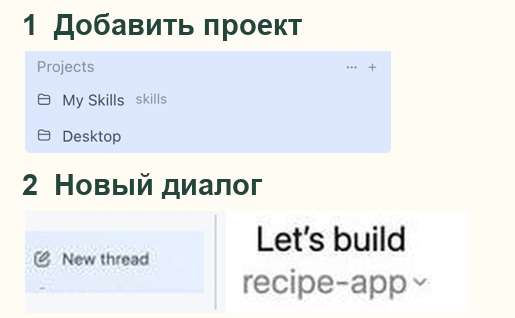 1 Добавить проект
Projects ... +
My Skills skills
Desktop
2 Новый диалог
New thread
Let's build
recipe-app